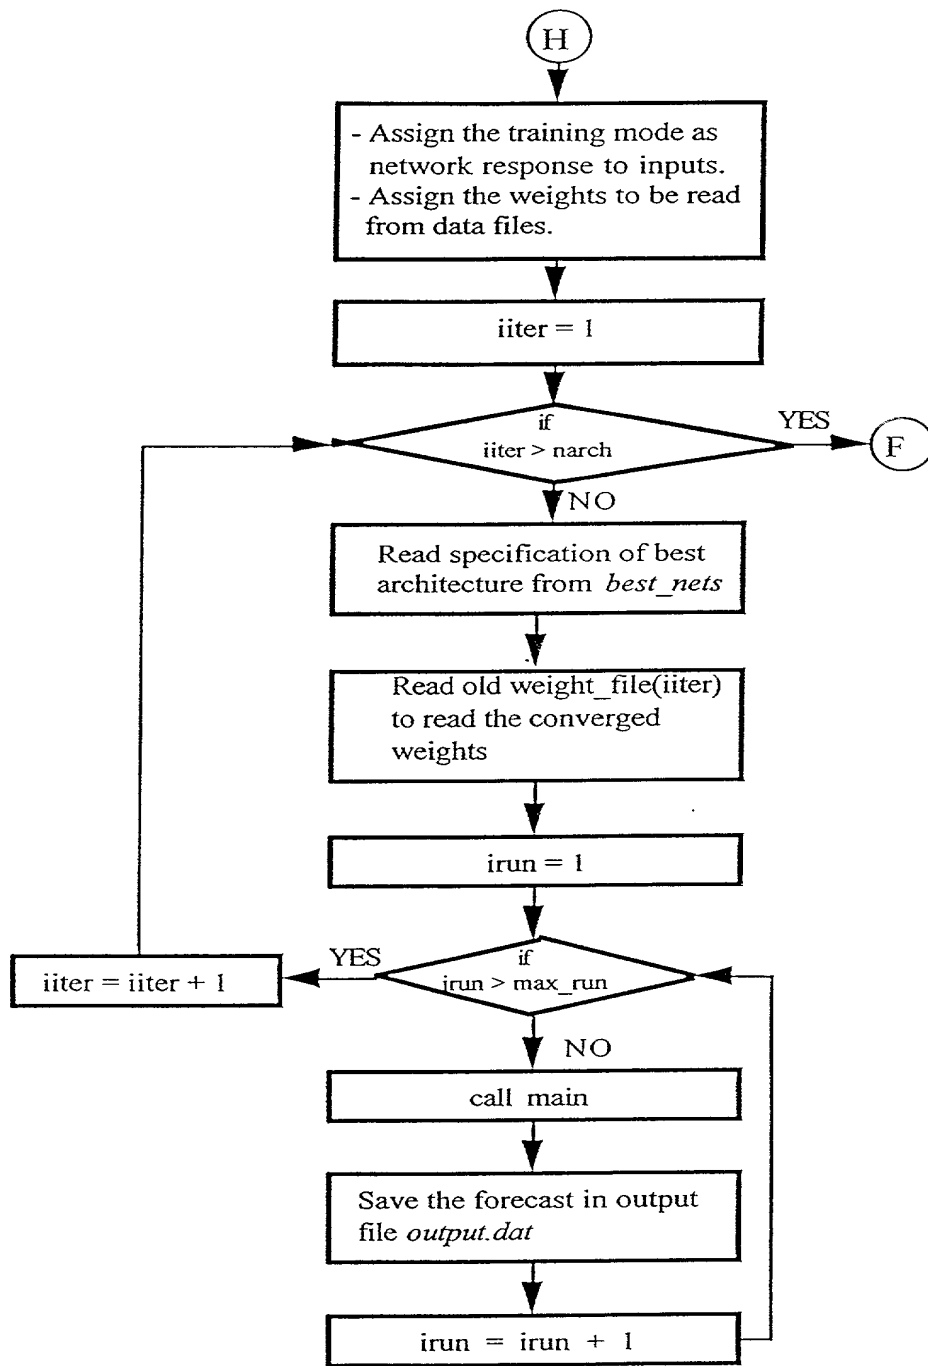 H
- Assign the training mode as
network response to inputs.
- Assign the weights to be read
from data files.
iiter = 1
if
iiter > narch
YES
F
NO
Read specification of best
architecture from best_nets
Read old weight_file(iiter)
to read the converged
weights
irun = 1
if
irun > max_run
YES
iiter = iiter + 1
NO
call main
Save the forecast in output
file output.dat
irun = irun + 1